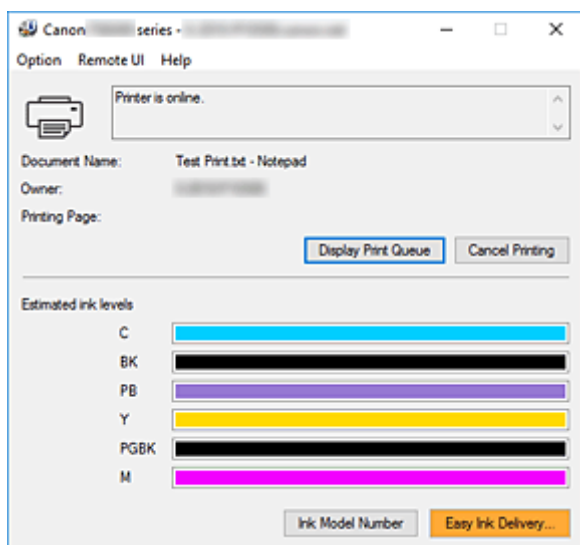 Canon series -
Option Remote UI Help
Printer is online.
Document Name: Test Print.txt - Notepad
Owner:
Printing Page:
Display Print Queue Cancel Printing
Estimated ink levels
C
BK
PB
Y
PGBK
M
Ink Model Number Easy Ink Delivery...